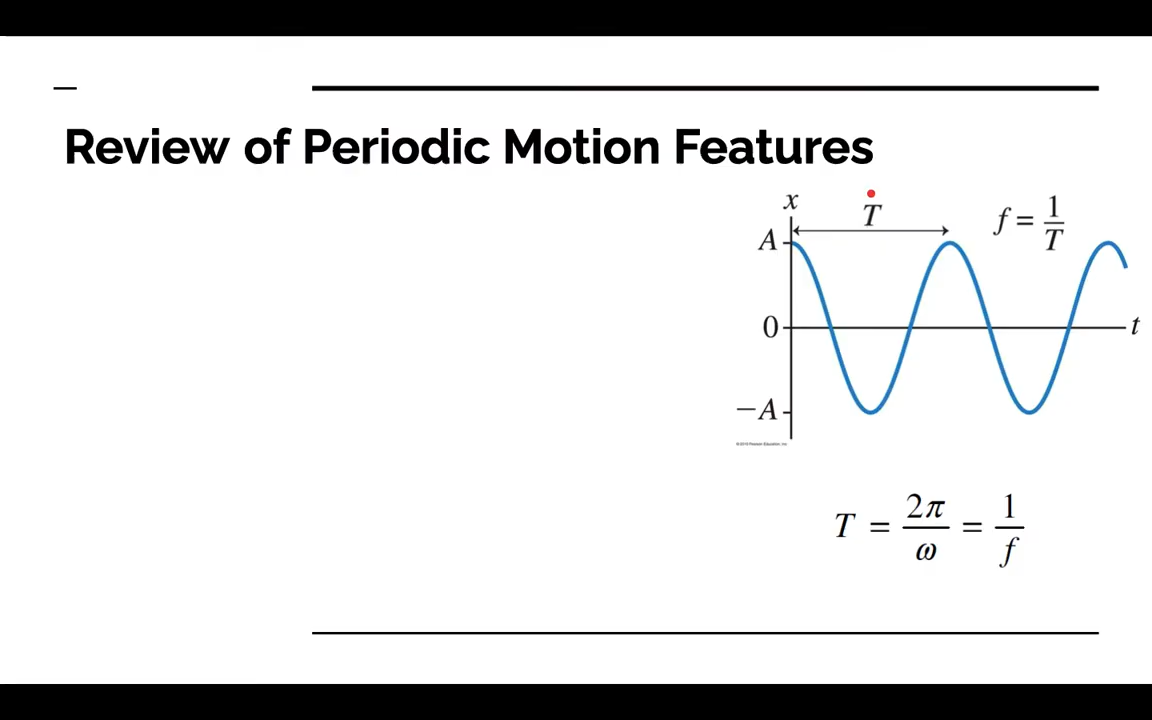 Review of Periodic Motion Features
x
T
f = 1/T
A
0
t
−A
T = 2π/ω = 1/f